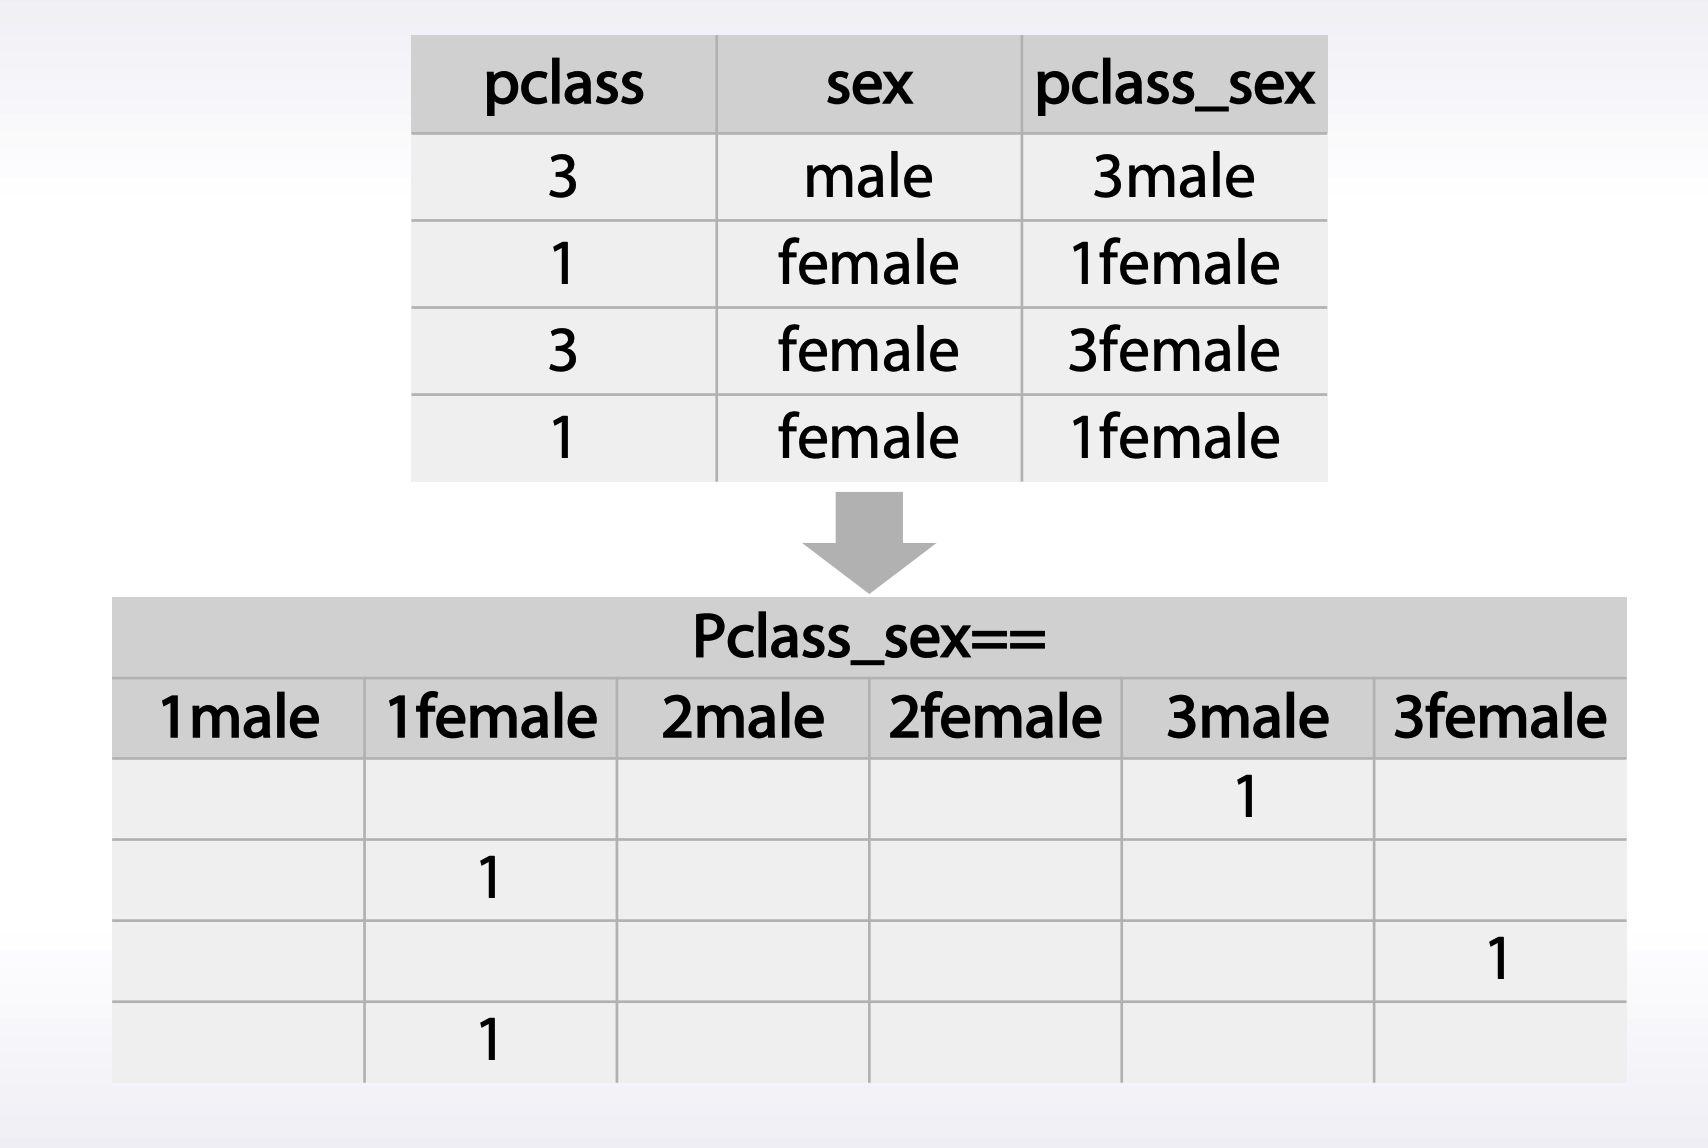 pclass sex pclass_sex
3 male 3male
1 female 1female
3 female 3female
1 female 1female
Pclass_sex==
1male 1female 2male 2female 3male 3female
1
1
1
1